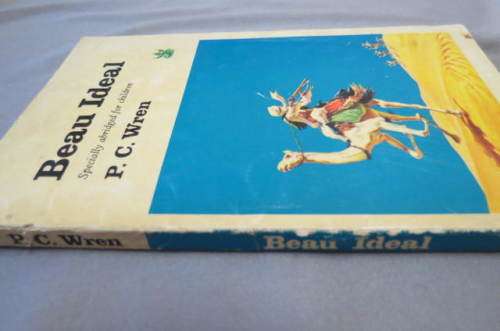 Beau Ideal
Specially abridged for children
P. C. Wren
P. C. Wren
Beau Ideal